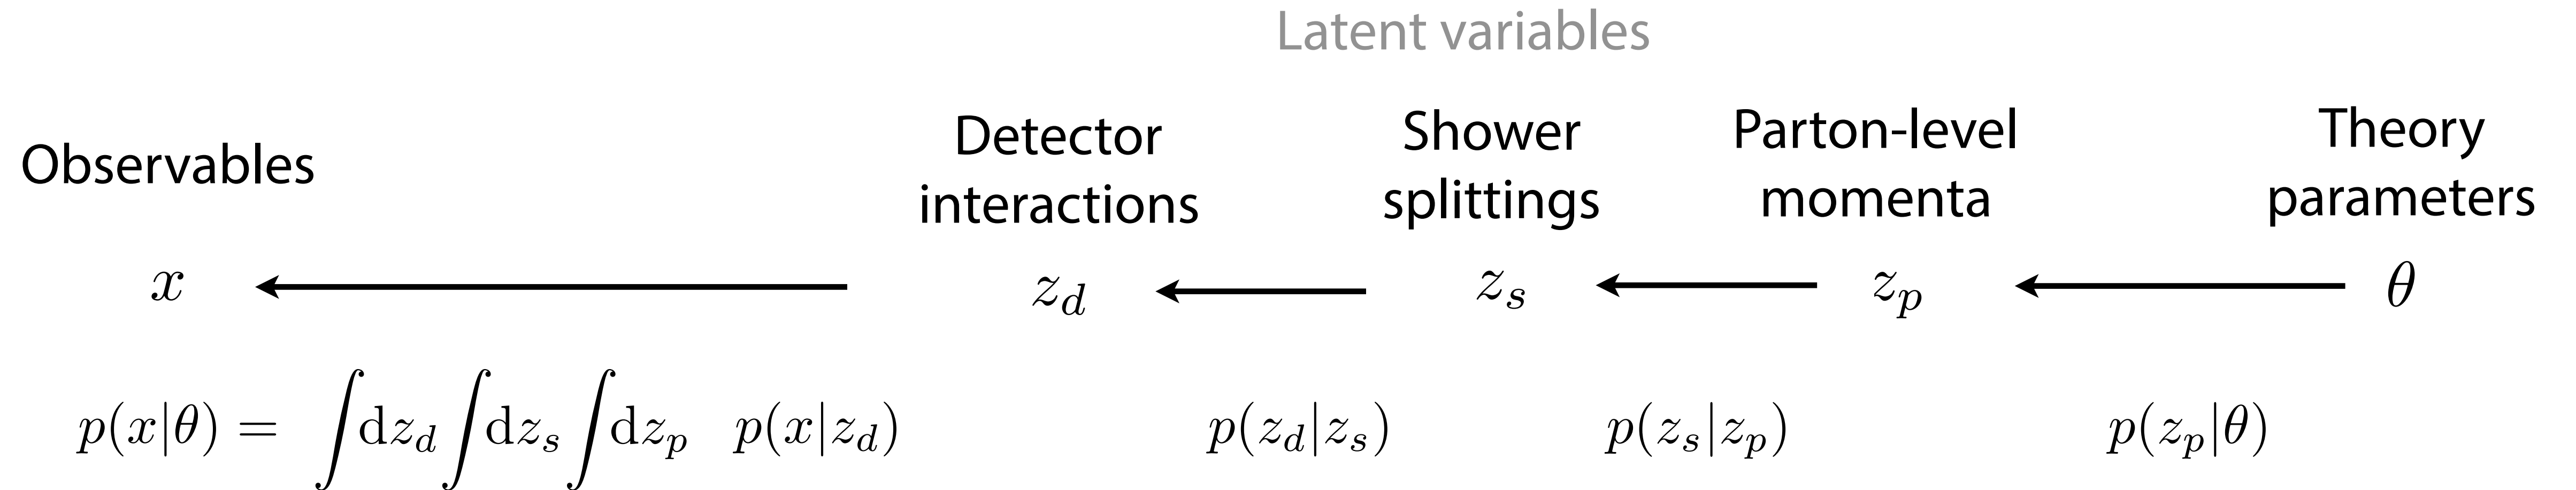 Latent variables
Observables
Detector
interactions
Shower
splittings
Parton-level
momenta
Theory
parameters
x z_d z_s z_p θ
p(x|θ) = ∫dz_d ∫dz_s ∫dz_p p(x|z_d) p(z_d|z_s) p(z_s|z_p) p(z_p|θ)